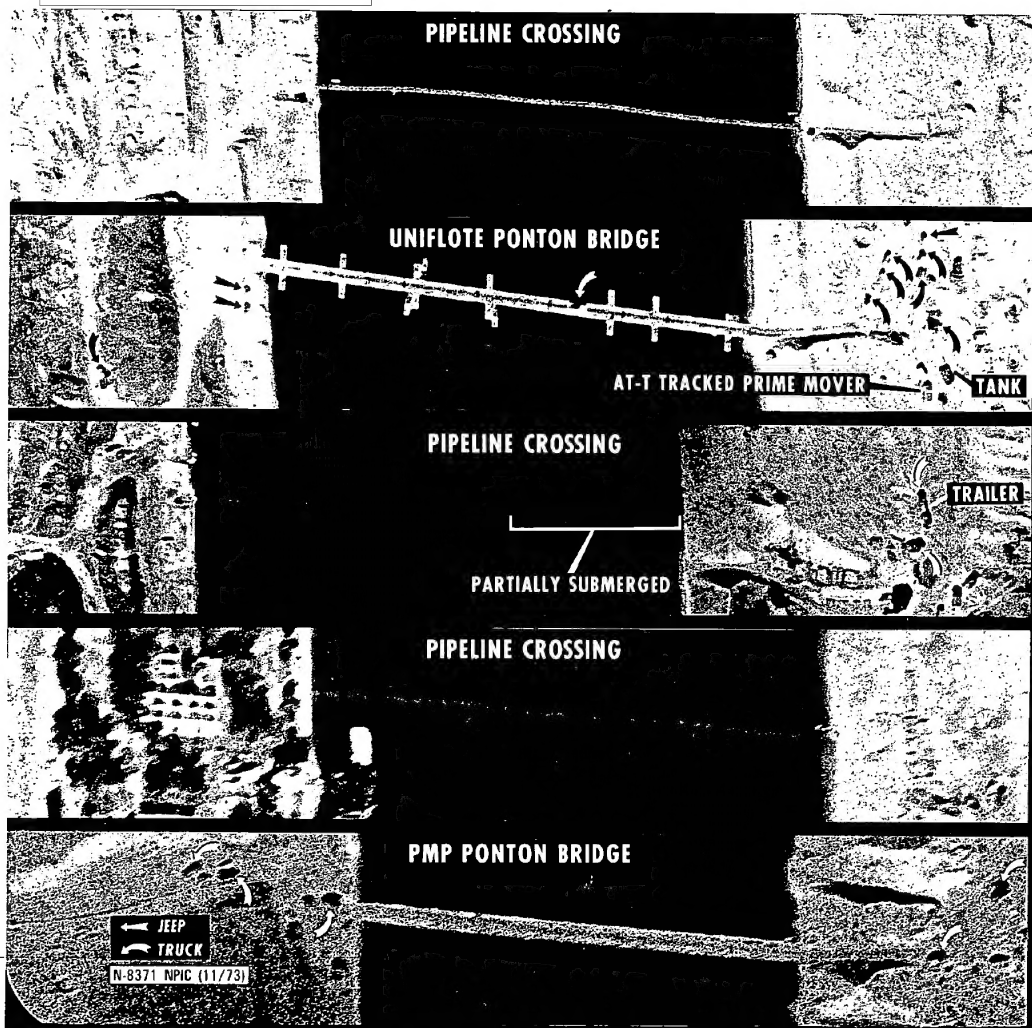 PIPELINE CROSSING
UNIFLOTE PONTON BRIDGE
AT-T TRACKED PRIME MOVER
TANK
PIPELINE CROSSING
TRAILER
PARTIALLY SUBMERGED
PIPELINE CROSSING
PMP PONTON BRIDGE
JEEP
TRUCK
N-8371 NPIC (11/73)